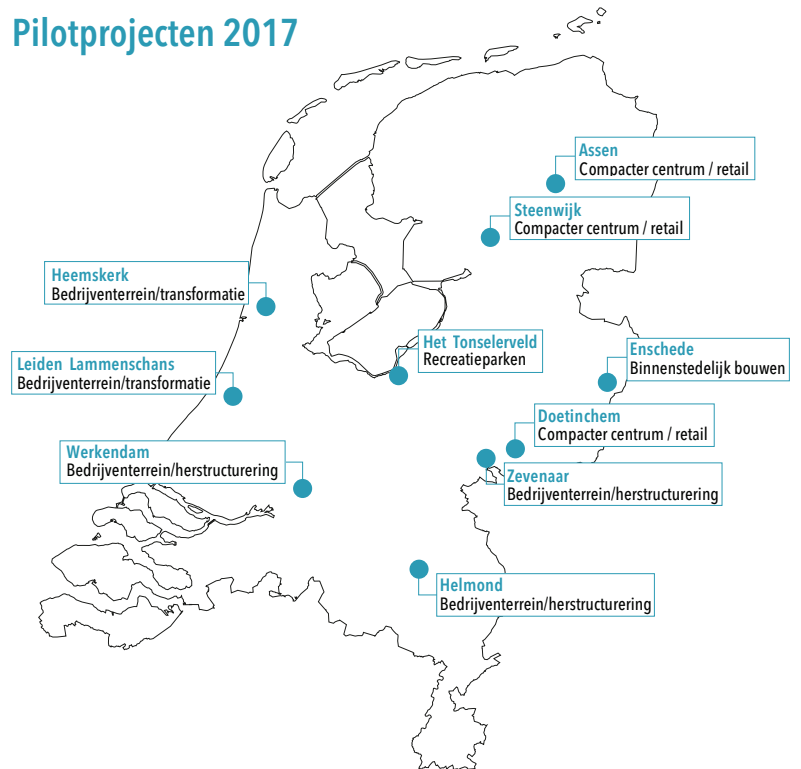 Pilotprojecten 2017
Assen
Compacter centrum / retail
Steenwijk
Compacter centrum / retail
Heemskerk
Bedrijventerrein/transformatie
Het Tonselerveld
Recreatieparken
Enschede
Binnenstedelijk bouwen
Leiden Lammenschans
Bedrijventerrein/transformatie
Doetinchem
Compacter centrum / retail
Werkendam
Bedrijventerrein/herstructurering
Zevenaar
Bedrijventerrein/herstructurering
Helmond
Bedrijventerrein/herstructurering